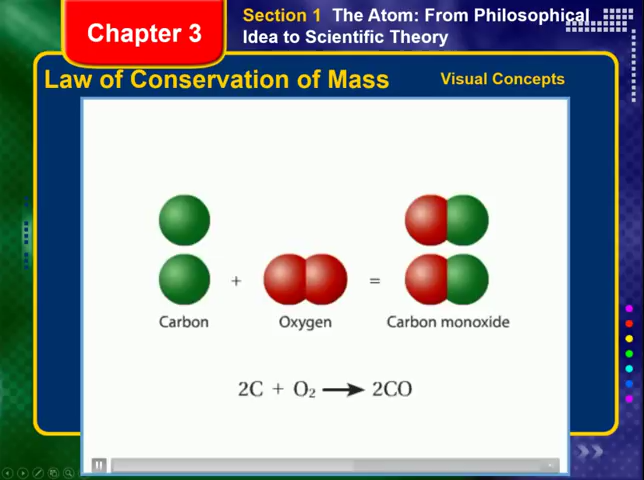 Chapter 3
Section 1 The Atom: From Philosophical
Idea to Scientific Theory
Law of Conservation of Mass
Visual Concepts
+ =
Carbon Oxygen Carbon monoxide
2C + O₂ → 2CO